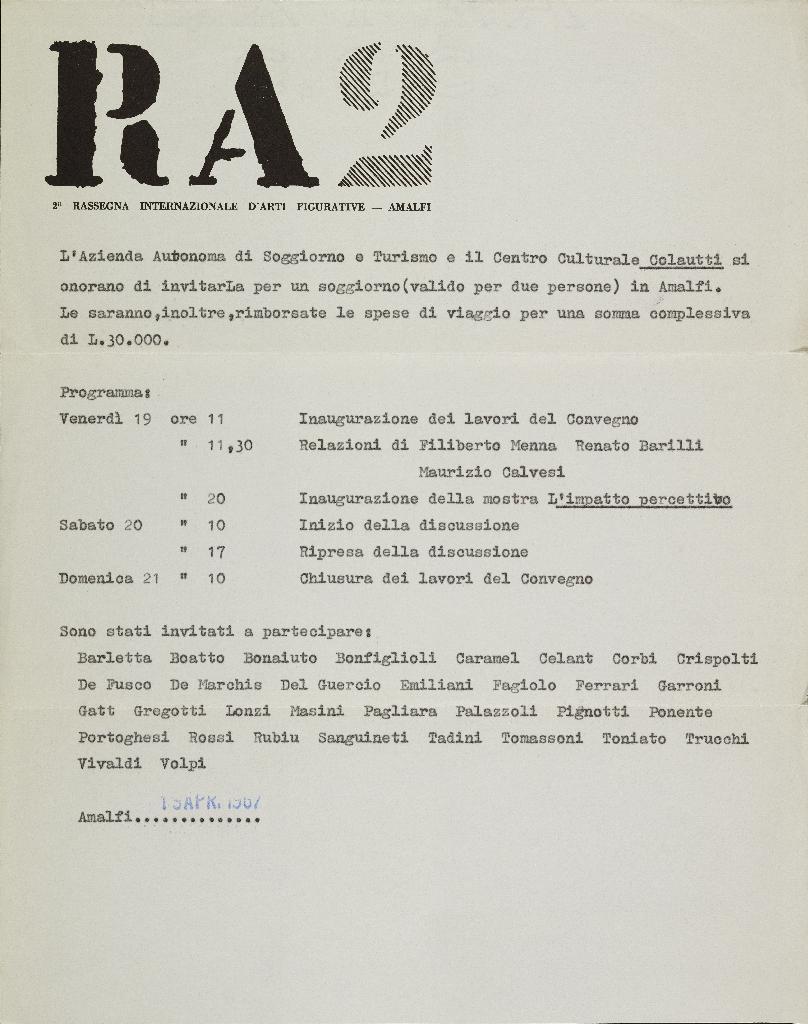 RA2
2ª RASSEGNA INTERNAZIONALE D'ARTI FIGURATIVE — AMALFI
L'Azienda Autonoma di Soggiorno e Turismo e il Centro Culturale Colautti si
onorano di invitarLa per un soggiorno(valido per due persone) in Amalfi.
Le saranno,inoltre,rimborsate le spese di viaggio per una somma complessiva
di L.30.000.
Programma:
Venerdì 19 ore 11 Inaugurazione dei lavori del Convegno
" 11,30 Relazioni di Filiberto Menna Renato Barilli
Maurizio Calvesi
" 20 Inaugurazione della mostra L'impatto percettivo
Sabato 20 " 10 Inizio della discussione
" 17 Ripresa della discussione
Domenica 21 " 10 Chiusura dei lavori del Convegno
Sono stati invitati a partecipare:
Barletta Boatto Bonaiuto Bonfiglioli Caramel Celant Corbi Crispolti
De Fusco De Marchis Del Guercio Emiliani Fagiolo Ferrari Garroni
Gatt Gregotti Lonzi Masini Pagliara Palazzoli Pignotti Ponente
Portoghesi Rossi Rubiu Sanguineti Tadini Tomassoni Toniato Trucchi
Vivaldi Volpi
APR. 1967
Amalfi..............